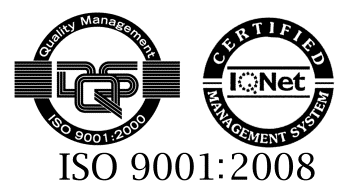 Quality Management
DQS
ISO 9001:2000
CERTIFIED
IQNet
MANAGEMENT SYSTEM
ISO 9001:2008